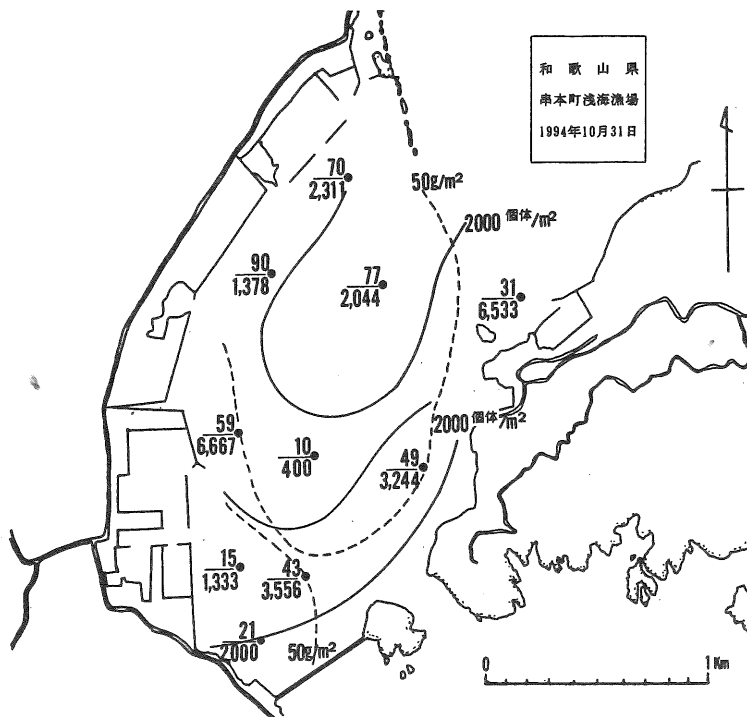 和歌山県
串本町浅海漁場
1994年10月31日
70
2,311
50g/m²
2000 個体/m²
90
1,378
77
2,044
31
6,533
59
6,667
10
400
2000 個体/m²
49
3,244
15
1,333
43
3,556
21
2000
50g/m²
0
1 Km